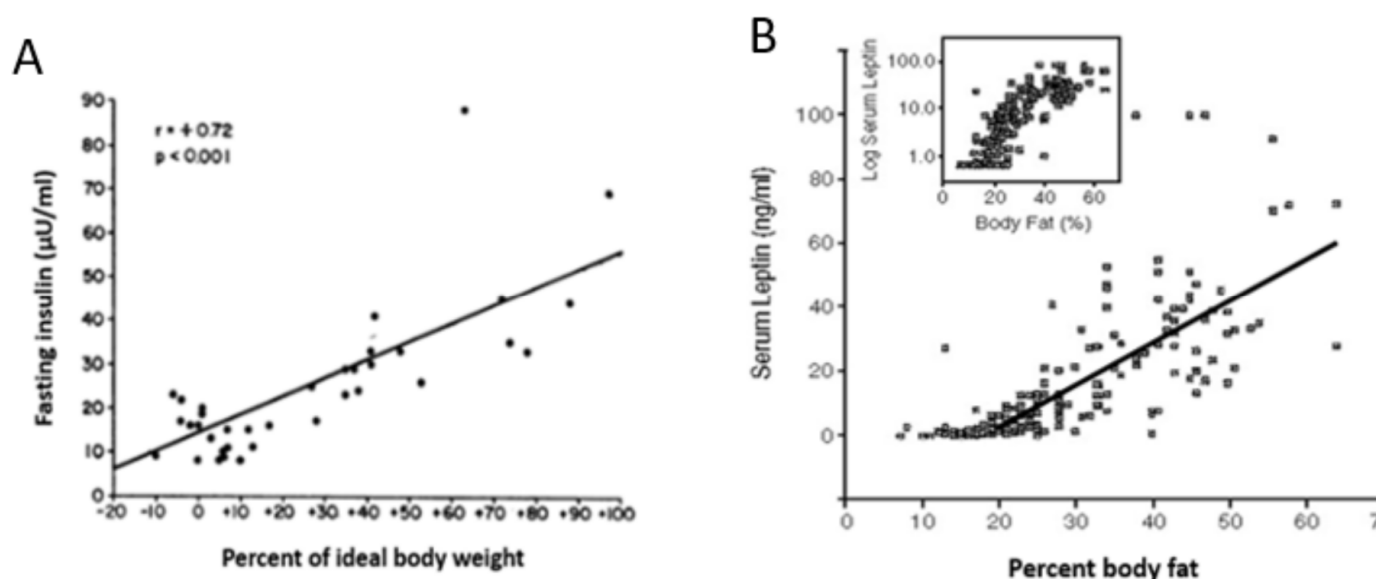 A
90
80
70
60
50
40
30
20
10
0
r = +0.72
p < 0.001
Fasting insulin (µU/ml)
-20 -10 0 +10 +20 +30 +40 +50 +60 +70 +80 +90 +100
Percent of ideal body weight
B
100
80
60
40
20
0
Serum Leptin (ng/ml)
100.0
10.0
1.0
Log Serum Leptin
0 20 40 60
Body Fat (%)
0 10 20 30 40 50 60 7
Percent body fat